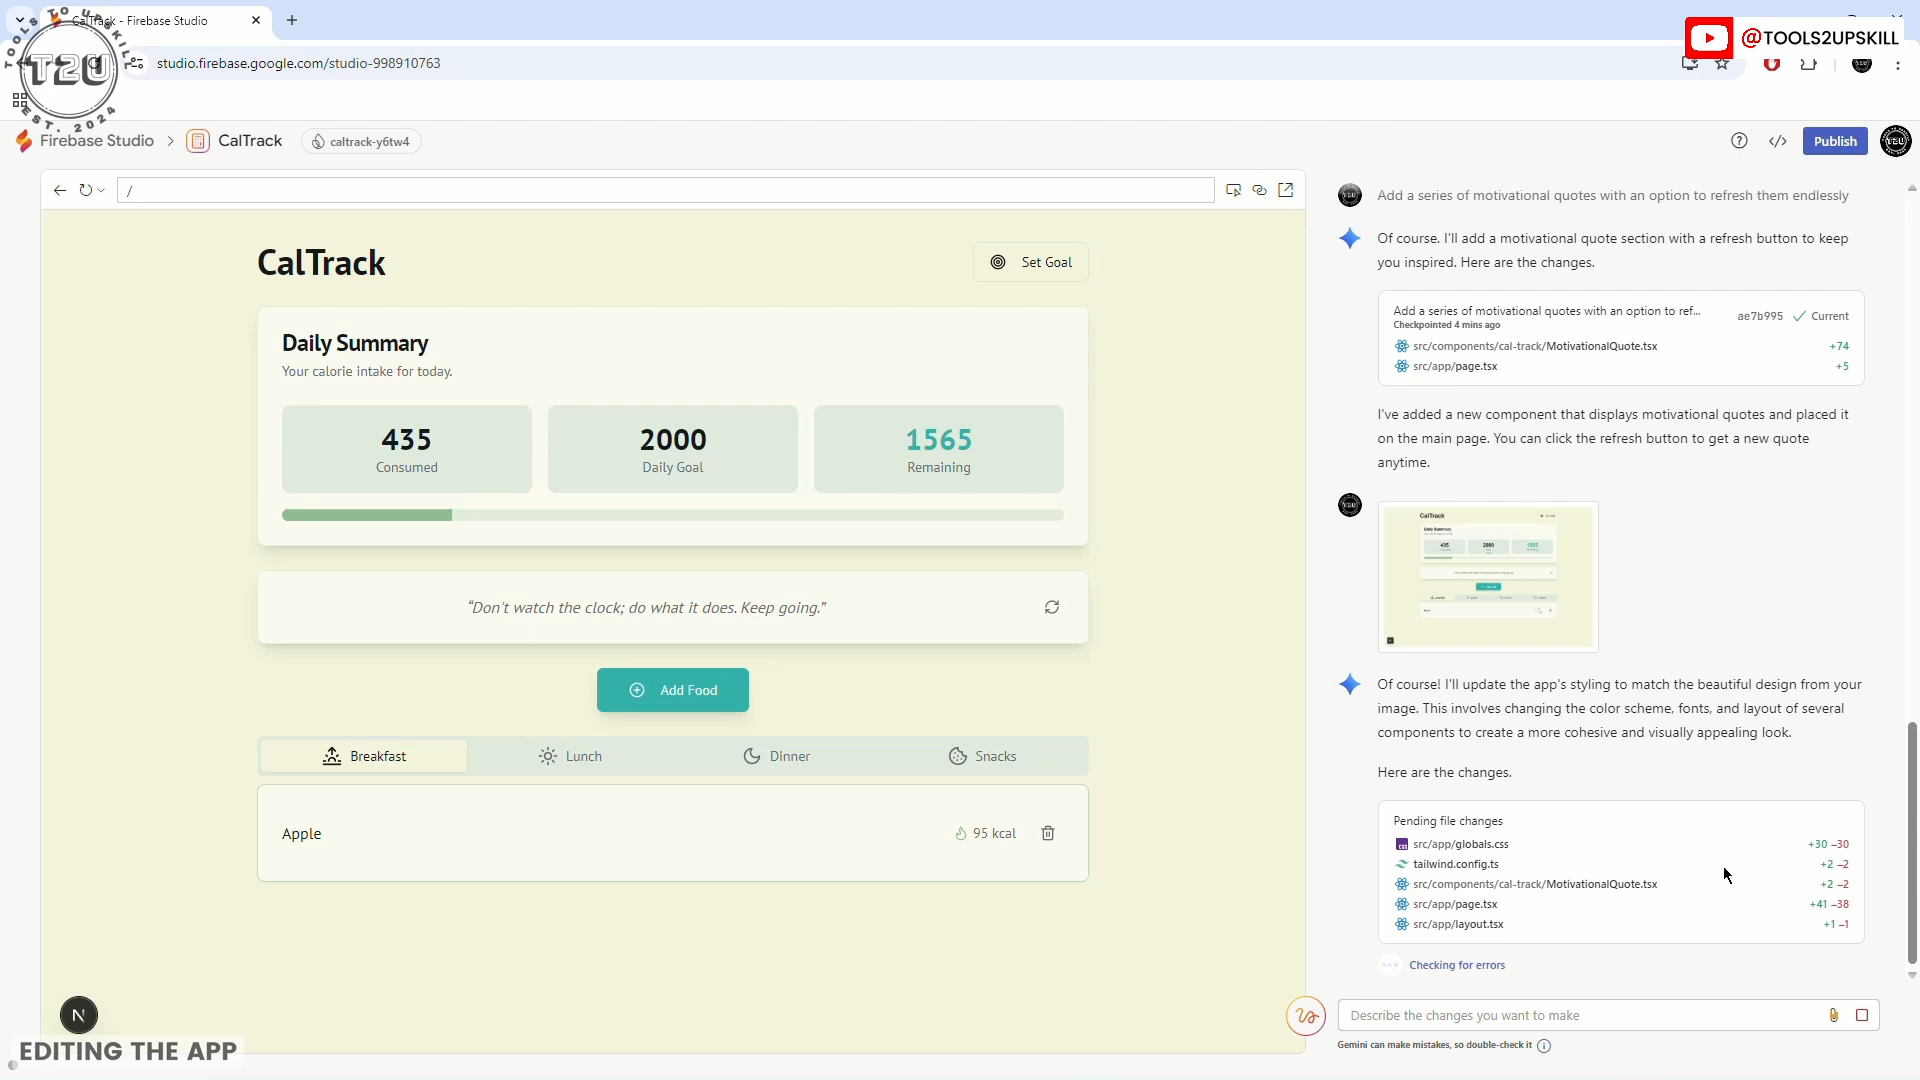 CalTrack - Firebase Studio
TOOLS TO UPSKILL
T2U
EST. 2024
@TOOLS2UPSKILL
studio.firebase.google.com/studio-998910763
Firebase Studio
CalTrack
caltrack-y6tw4
Publish
/
CalTrack
Set Goal
Daily Summary
Your calorie intake for today.
435
Consumed
2000
Daily Goal
1565
Remaining
“Don't watch the clock; do what it does. Keep going.”
Add Food
Breakfast
Lunch
Dinner
Snacks
Apple
95 kcal
N
EDITING THE APP
Add a series of motivational quotes with an option to refresh them endlessly
Of course. I'll add a motivational quote section with a refresh button to keep
you inspired. Here are the changes.
Add a series of motivational quotes with an option to ref...
Checkpointed 4 mins ago
ae7b995
Current
src/components/cal-track/MotivationalQuote.tsx +74
src/app/page.tsx +5
I've added a new component that displays motivational quotes and placed it
on the main page. You can click the refresh button to get a new quote
anytime.
CalTrack
Daily Summary
435
2000
1565
Of course! I'll update the app's styling to match the beautiful design from your
image. This involves changing the color scheme, fonts, and layout of several
components to create a more cohesive and visually appealing look.
Here are the changes.
Pending file changes
src/app/globals.css +30 –30
tailwind.config.ts +2 –2
src/components/cal-track/MotivationalQuote.tsx +2 –2
src/app/page.tsx +41 –38
src/app/layout.tsx +1 –1
Checking for errors
Describe the changes you want to make
Gemini can make mistakes, so double-check it